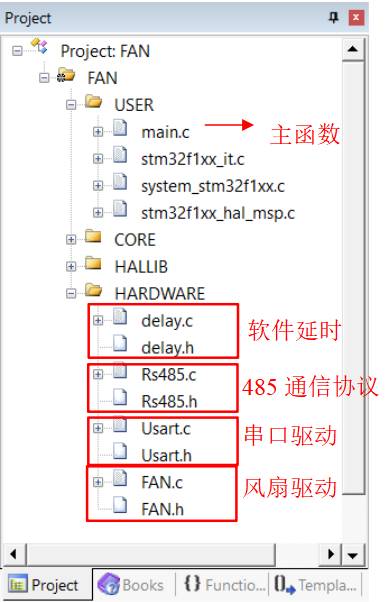 Project
Project: FAN
FAN
USER
main.c
主函数
stm32f1xx_it.c
system_stm32f1xx.c
stm32f1xx_hal_msp.c
CORE
HALLIB
HARDWARE
delay.c
软件延时
delay.h
Rs485.c
485 通信协议
Rs485.h
Usart.c
串口驱动
Usart.h
FAN.c
风扇驱动
FAN.h
Project Books {} Functio... 0 Templa...